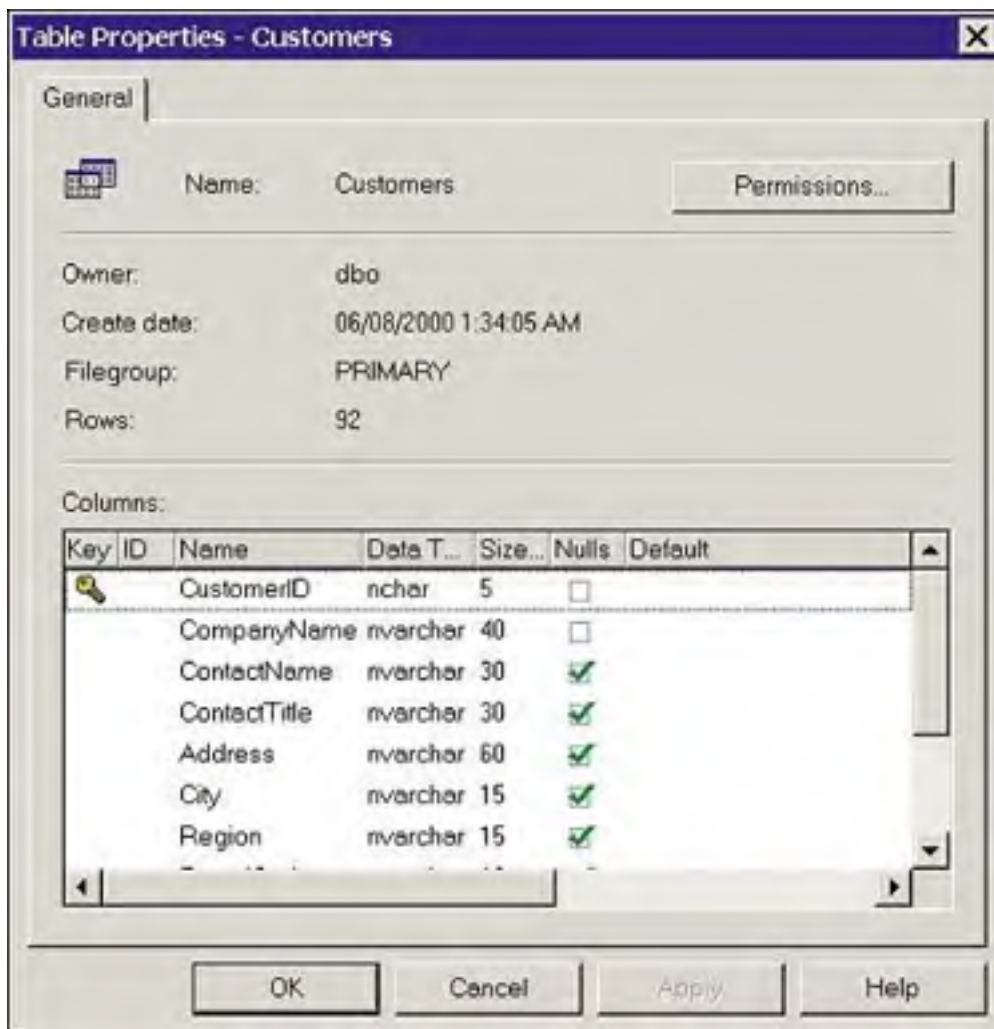 Table Properties - Customers
General
Name: Customers Permissions...
Owner: dbo
Create date: 06/08/2000 1:34:05 AM
Filegroup: PRIMARY
Rows: 92
Columns:
Key ID Name Data T... Size... Nulls Default
CustomerID nchar 5
CompanyName nvarchar 40
ContactName nvarchar 30
ContactTitle nvarchar 30
Address nvarchar 60
City nvarchar 15
Region nvarchar 15
OK Cancel Apply Help